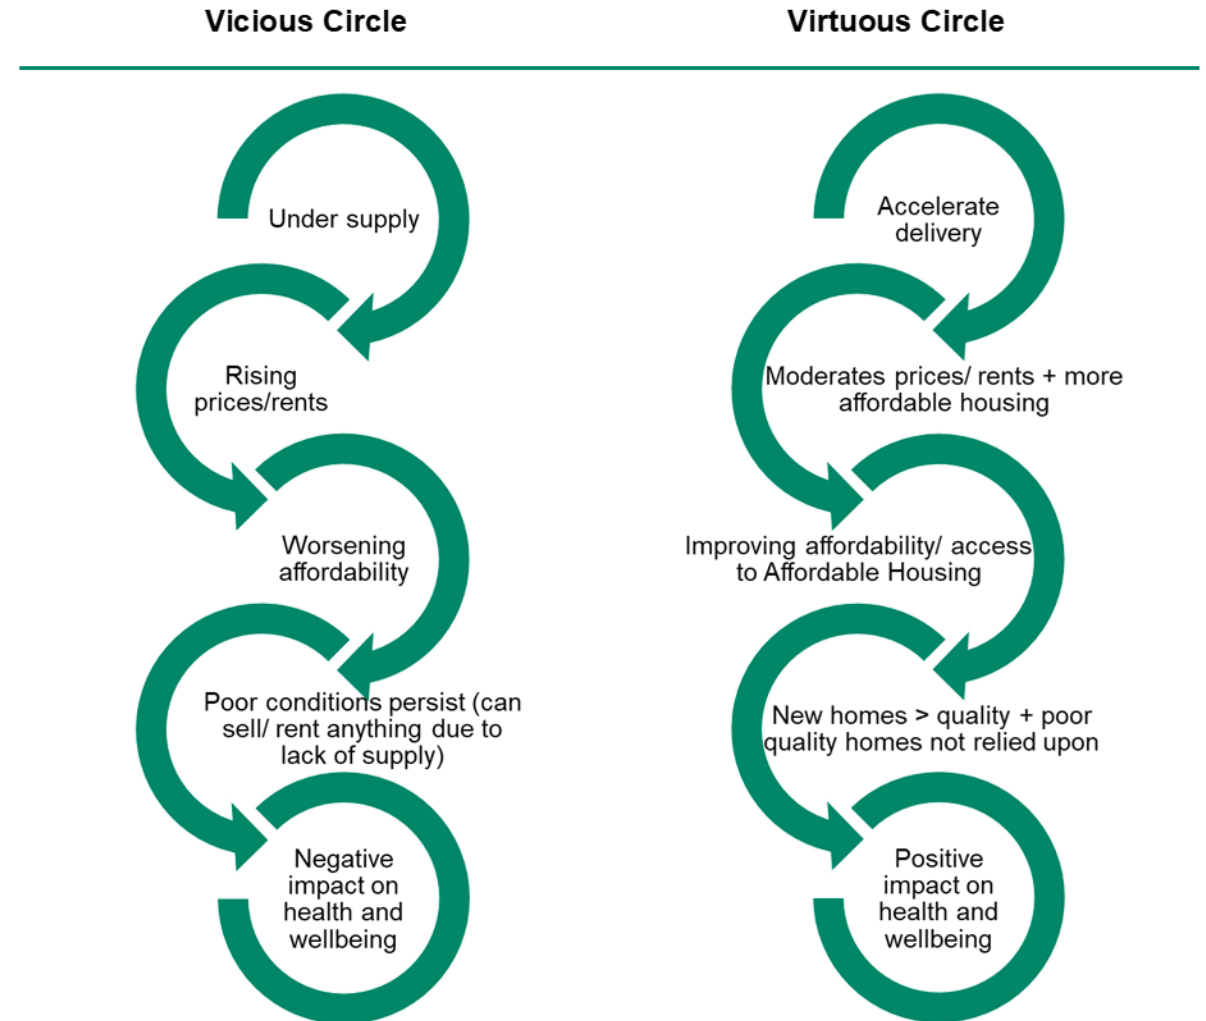 Vicious Circle
Virtuous Circle
Under supply
Rising
prices/rents
Worsening
affordability
Poor conditions persist (can
sell/ rent anything due to
lack of supply)
Negative
impact on
health and
wellbeing
Accelerate
delivery
Moderates prices/ rents + more
affordable housing
Improving affordability/ access
to Affordable Housing
New homes > quality + poor
quality homes not relied upon
Positive
impact on
health and
wellbeing